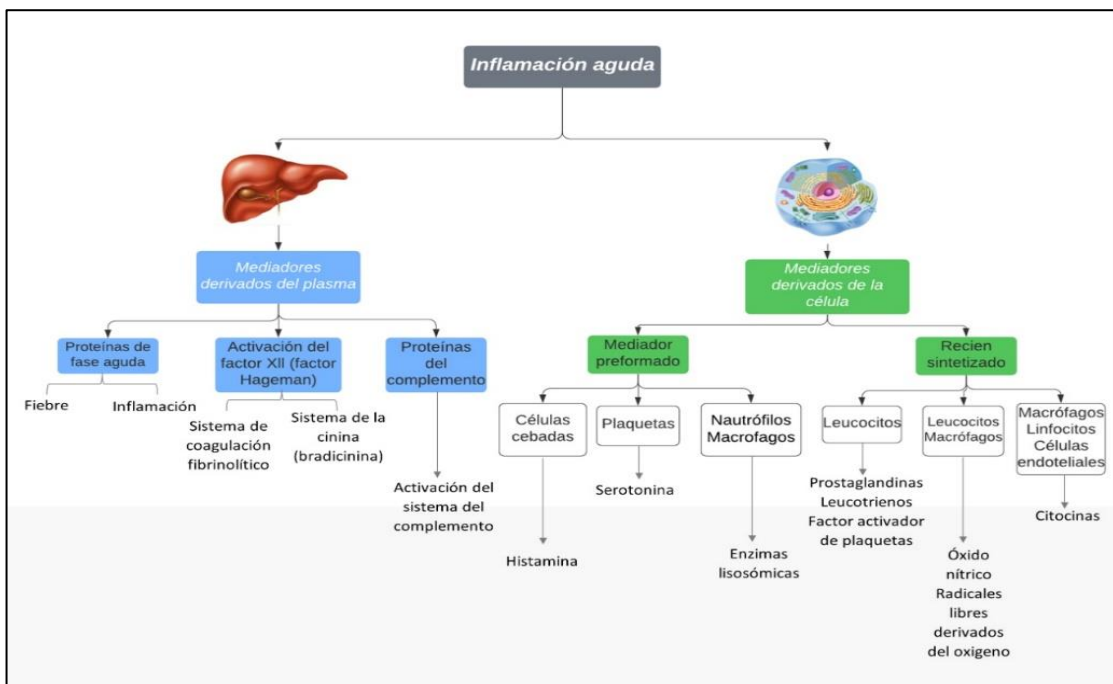 Inflamación aguda
Mediadores
derivados del plasma
Mediadores
derivados de la
célula
Proteínas de
fase aguda
Activación del
factor XII (factor
Hageman)
Proteínas
del
complemento
Mediador
preformado
Recien
sintetizado
Fiebre
Inflamación
Sistema de
coagulación
fibrinolítico
Sistema de la
cinina
(bradicinina)
Activación del
sistema del
complemento
Células
cebadas
Plaquetas
Nautrófilos
Macrofagos
Leucocitos
Leucocitos
Macrófagos
Macrófagos
Linfocitos
Células
endoteliales
Histamina
Serotonina
Enzimas
lisosómicas
Prostaglandinas
Leucotrienos
Factor activador
de plaquetas
Óxido
nítrico
Radicales
libres
derivados
del oxigeno
Citocinas